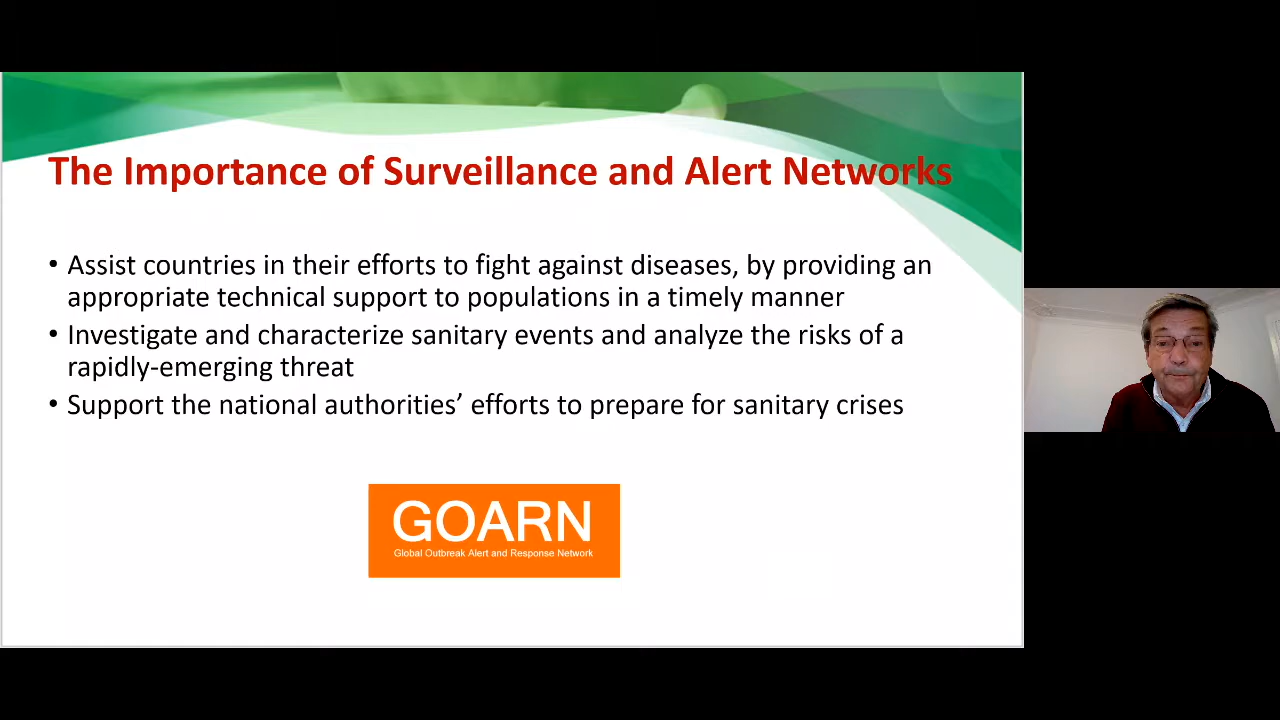 The Importance of Surveillance and Alert Networks
• Assist countries in their efforts to fight against diseases, by providing an
appropriate technical support to populations in a timely manner
• Investigate and characterize sanitary events and analyze the risks of a
rapidly-emerging threat
• Support the national authorities’ efforts to prepare for sanitary crises
GOARN
Global Outbreak Alert and Response Network